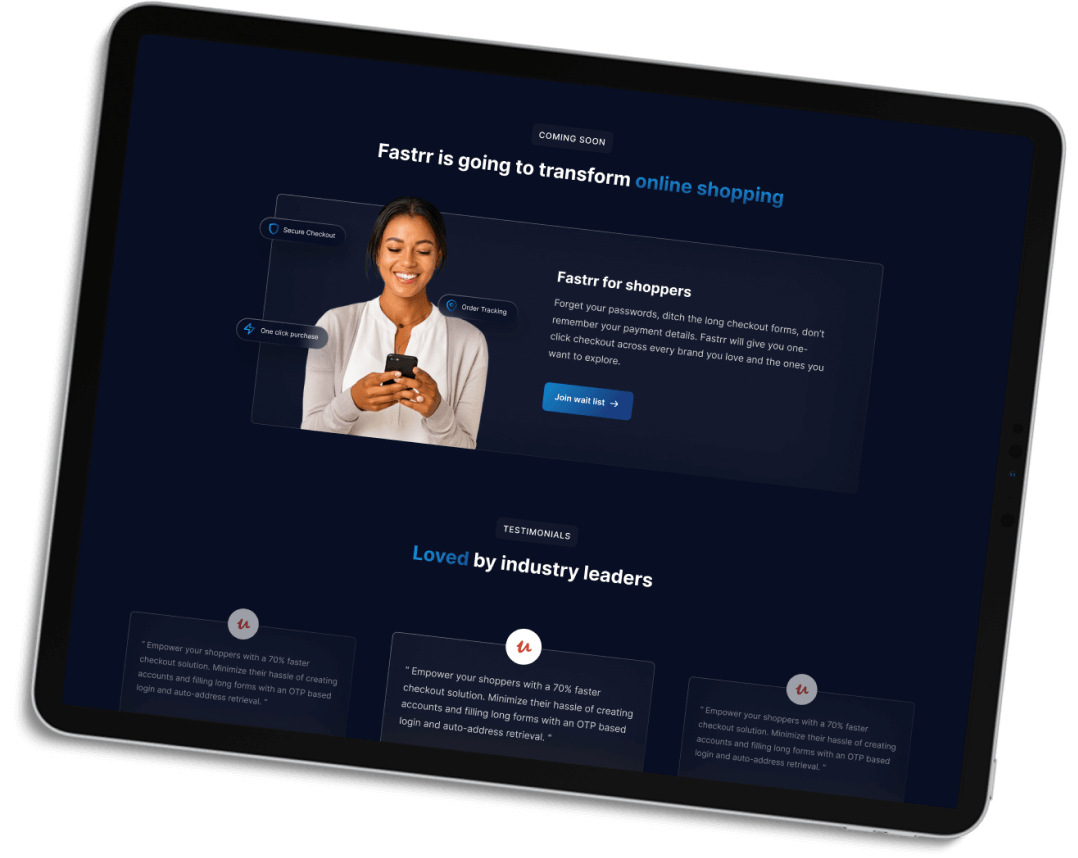 COMING SOON
Fastrr is going to transform online shopping
Secure Checkout
Order Tracking
One click purchase
Fastrr for shoppers
Forget your passwords, ditch the long checkout forms, don't
remember your payment details. Fastrr will give you one-
click checkout across every brand you love and the ones you
want to explore.
Join wait list →
TESTIMONIALS
Loved by industry leaders
u
" Empower your shoppers with a 70% faster
checkout solution. Minimize their hassle of creating
accounts and filling long forms with an OTP based
login and auto-address retrieval. "
u
" Empower your shoppers with a 70% faster
checkout solution. Minimize their hassle of creating
accounts and filling long forms with an OTP based
login and auto-address retrieval. "
u
" Empower your shoppers with a 70% faster
checkout solution. Minimize their hassle of creating
accounts and filling long forms with an OTP based
login and auto-address retrieval. "